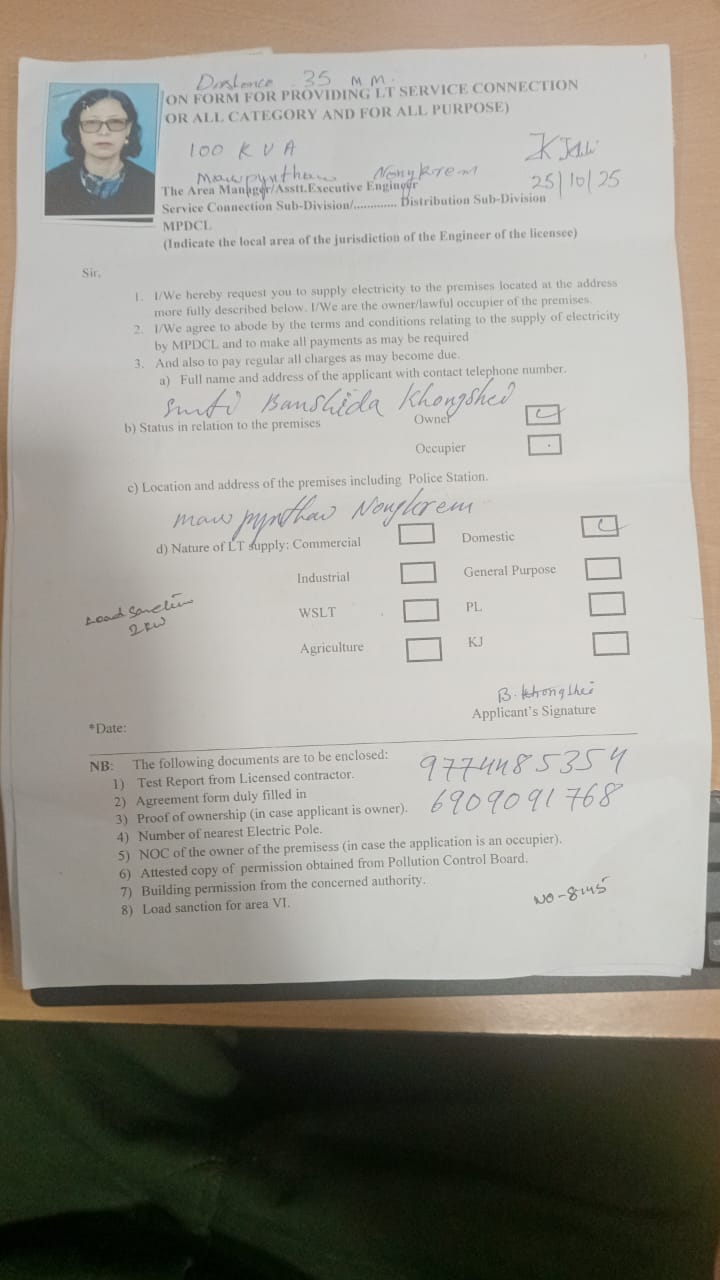 Distance 35 M M.
ON FORM FOR PROVIDING LT SERVICE CONNECTION
OR ALL CATEGORY AND FOR ALL PURPOSE)
100 K V A
Mawpynthaw Nongkrem
25/10/25
The Area Manager/Asstt.Executive Engineer
Service Connection Sub-Division/............. Distribution Sub-Division
MPDCL
(Indicate the local area of the jurisdiction of the Engineer of the licensee)
Sir,
1. I/We hereby request you to supply electricity to the premises located at the address
more fully described below. I/We are the owner/lawful occupier of the premises.
2. I/We agree to abode by the terms and conditions relating to the supply of electricity
by MPDCL and to make all payments as may be required
3. And also to pay regular all charges as may become due.
a) Full name and address of the applicant with contact telephone number.
Smti Banshida Khongshei
b) Status in relation to the premises Owner
Occupier
c) Location and address of the premises including Police Station.
Mawpynthaw Nongkrem
d) Nature of LT supply: Commercial Domestic
Industrial General Purpose
Load Sanction
2KW
WSLT PL
Agriculture KJ
B. Khongshei
*Date: Applicant's Signature
NB: The following documents are to be enclosed:
1) Test Report from Licensed contractor.
9774485354
2) Agreement form duly filled in
3) Proof of ownership (in case applicant is owner).
6909091768
4) Number of nearest Electric Pole.
5) NOC of the owner of the premisess (in case the application is an occupier).
6) Attested copy of permission obtained from Pollution Control Board.
7) Building permission from the concerned authority.
8) Load sanction for area VI.
NO-8145